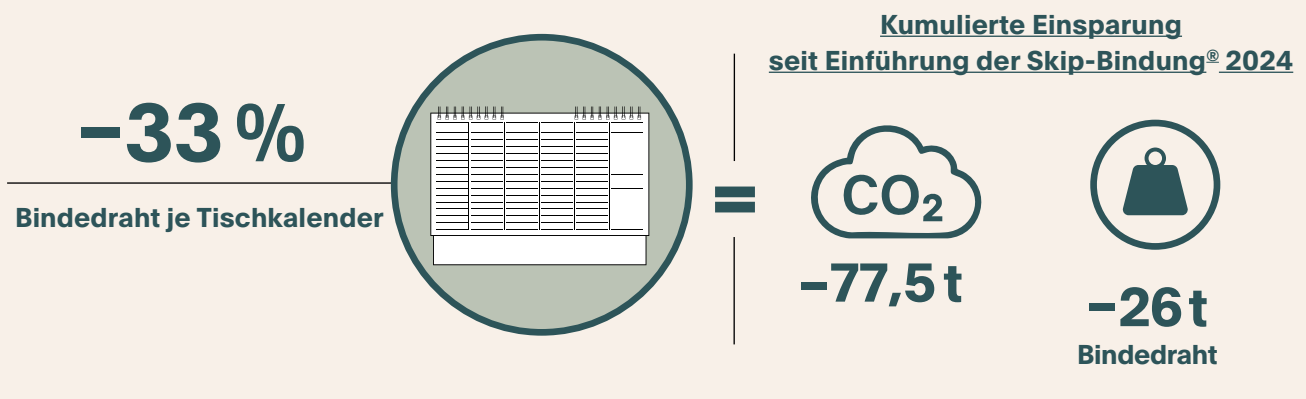 –33 %
Bindedraht je Tischkalender
=
Kumulierte Einsparung
seit Einführung der Skip-Bindung® 2024
CO₂
–77,5 t
–26 t
Bindedraht